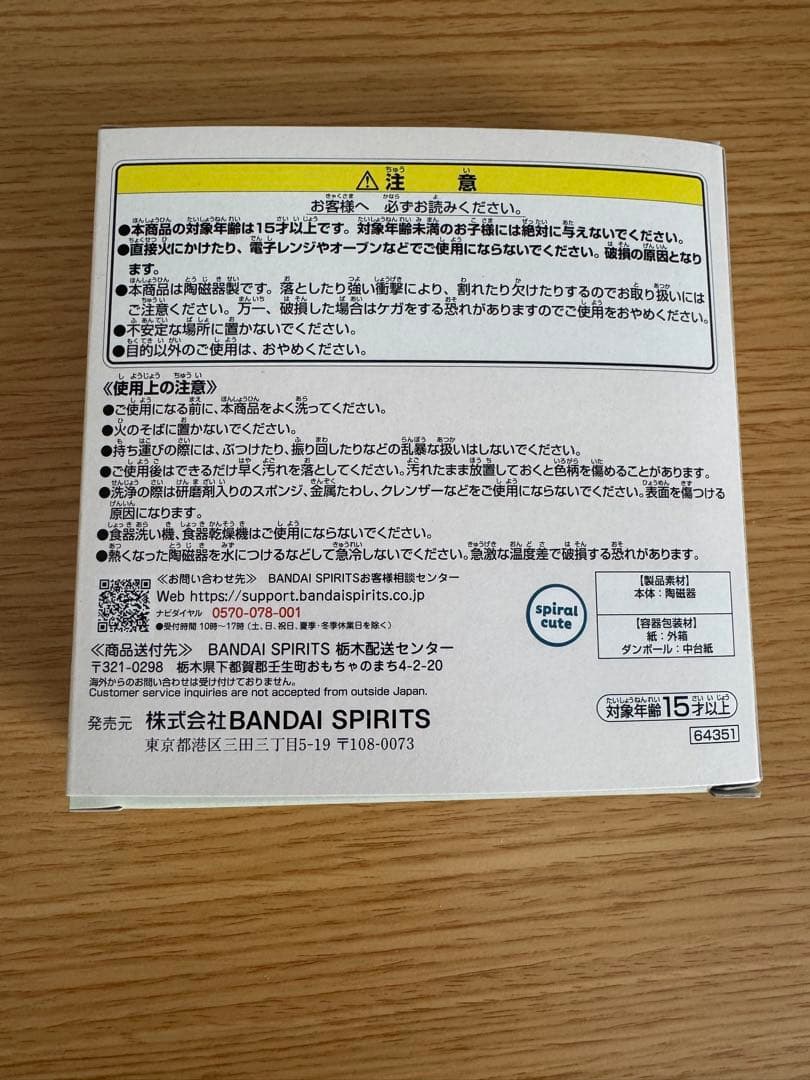 ⚠注 意
お客様へ 必ずお読みください。
●本商品の対象年齢は15才以上です。対象年齢未満のお子様には絶対に与えないでください。
●直接火にかけたり、電子レンジやオーブンなどでご使用にならないでください。破損の原因となり
ます。
●本商品は陶磁器製です。落としたり強い衝撃により、割れたり欠けたりするのでお取り扱いには
ご注意ください。万一、破損した場合はケガをする恐れがありますのでご使用をおやめください。
●不安定な場所に置かないでください。
●目的以外のご使用は、おやめください。
《使用上の注意》
●ご使用になる前に、本商品をよく洗ってください。
●火のそばに置かないでください。
●持ち運びの際には、ぶつけたり、振り回したりなどの乱暴な扱いはしないでください。
●ご使用後はできるだけ早く汚れを落としてください。汚れたまま放置しておくと色柄を傷めることがあります。
●洗浄の際は研磨剤入りのスポンジ、金属たわし、クレンザーなどをご使用にならないでください。表面を傷つける
原因になります。
●食器洗い機、食器乾燥機はご使用にならないでください。
●熱くなった陶磁器を水につけるなどして急冷しないでください。急激な温度差で破損する恐れがあります。
≪お問い合わせ先≫ BANDAI SPIRITSお客様相談センター
Web https://support.bandaispirits.co.jp
ナビダイヤル 0570-078-001
●受付時間 10時～17時 (土、日、祝日、夏季・冬季休業日を除く)
≪商品送付先≫ BANDAI SPIRITS 栃木配送センター
〒321-0298 栃木県下都賀郡壬生町おもちゃのまち4-2-20
海外からのお問い合わせは受け付けておりません。
Customer service inquiries are not accepted from outside Japan.
発売元 株式会社BANDAI SPIRITS
東京都港区三田三丁目5-19 〒108-0073
spiral
cute
【製品素材】
本体：陶磁器
【容器包装材】
紙：外箱
ダンボール：中台紙
対象年齢15才以上
64351